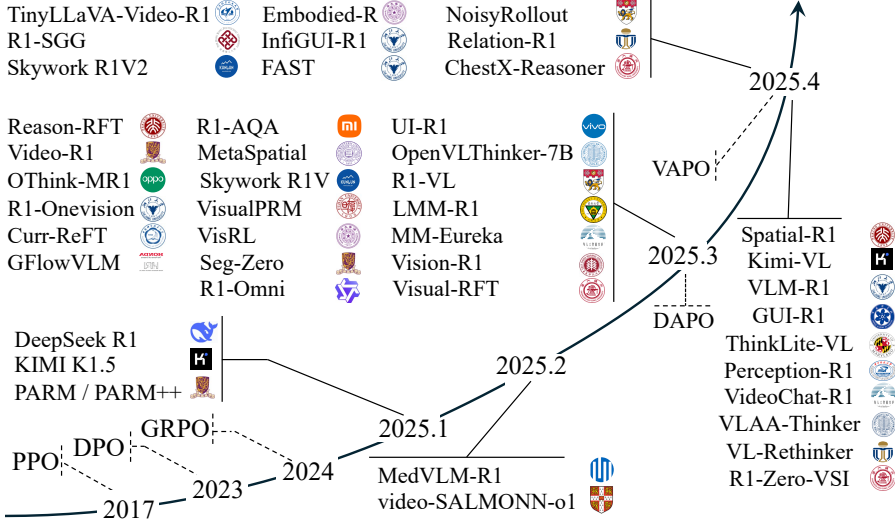 TinyLLaVA-Video-R1 Embodied-R NoisyRollout
R1-SGG InfiGUI-R1 Relation-R1
Skywork R1V2 FAST ChestX-Reasoner
2025.4
Reason-RFT R1-AQA UI-R1
Video-R1 MetaSpatial OpenVLThinker-7B
OThink-MR1 Skywork R1V R1-VL
R1-Onevision VisualPRM LMM-R1
Curr-ReFT VisRL MM-Eureka
GFlowVLM Seg-Zero Vision-R1
R1-Omni Visual-RFT
mi
vivo
oppo
VAPO
2025.3
DAPO
Spatial-R1
Kimi-VL
VLM-R1
GUI-R1
ThinkLite-VL
Perception-R1
VideoChat-R1
VLAA-Thinker
VL-Rethinker
R1-Zero-VSI
DeepSeek R1
KIMI K1.5
PARM / PARM++
2025.2
2025.1
MedVLM-R1
video-SALMONN-o1
GRPO
DPO
PPO
2024
2023
2017